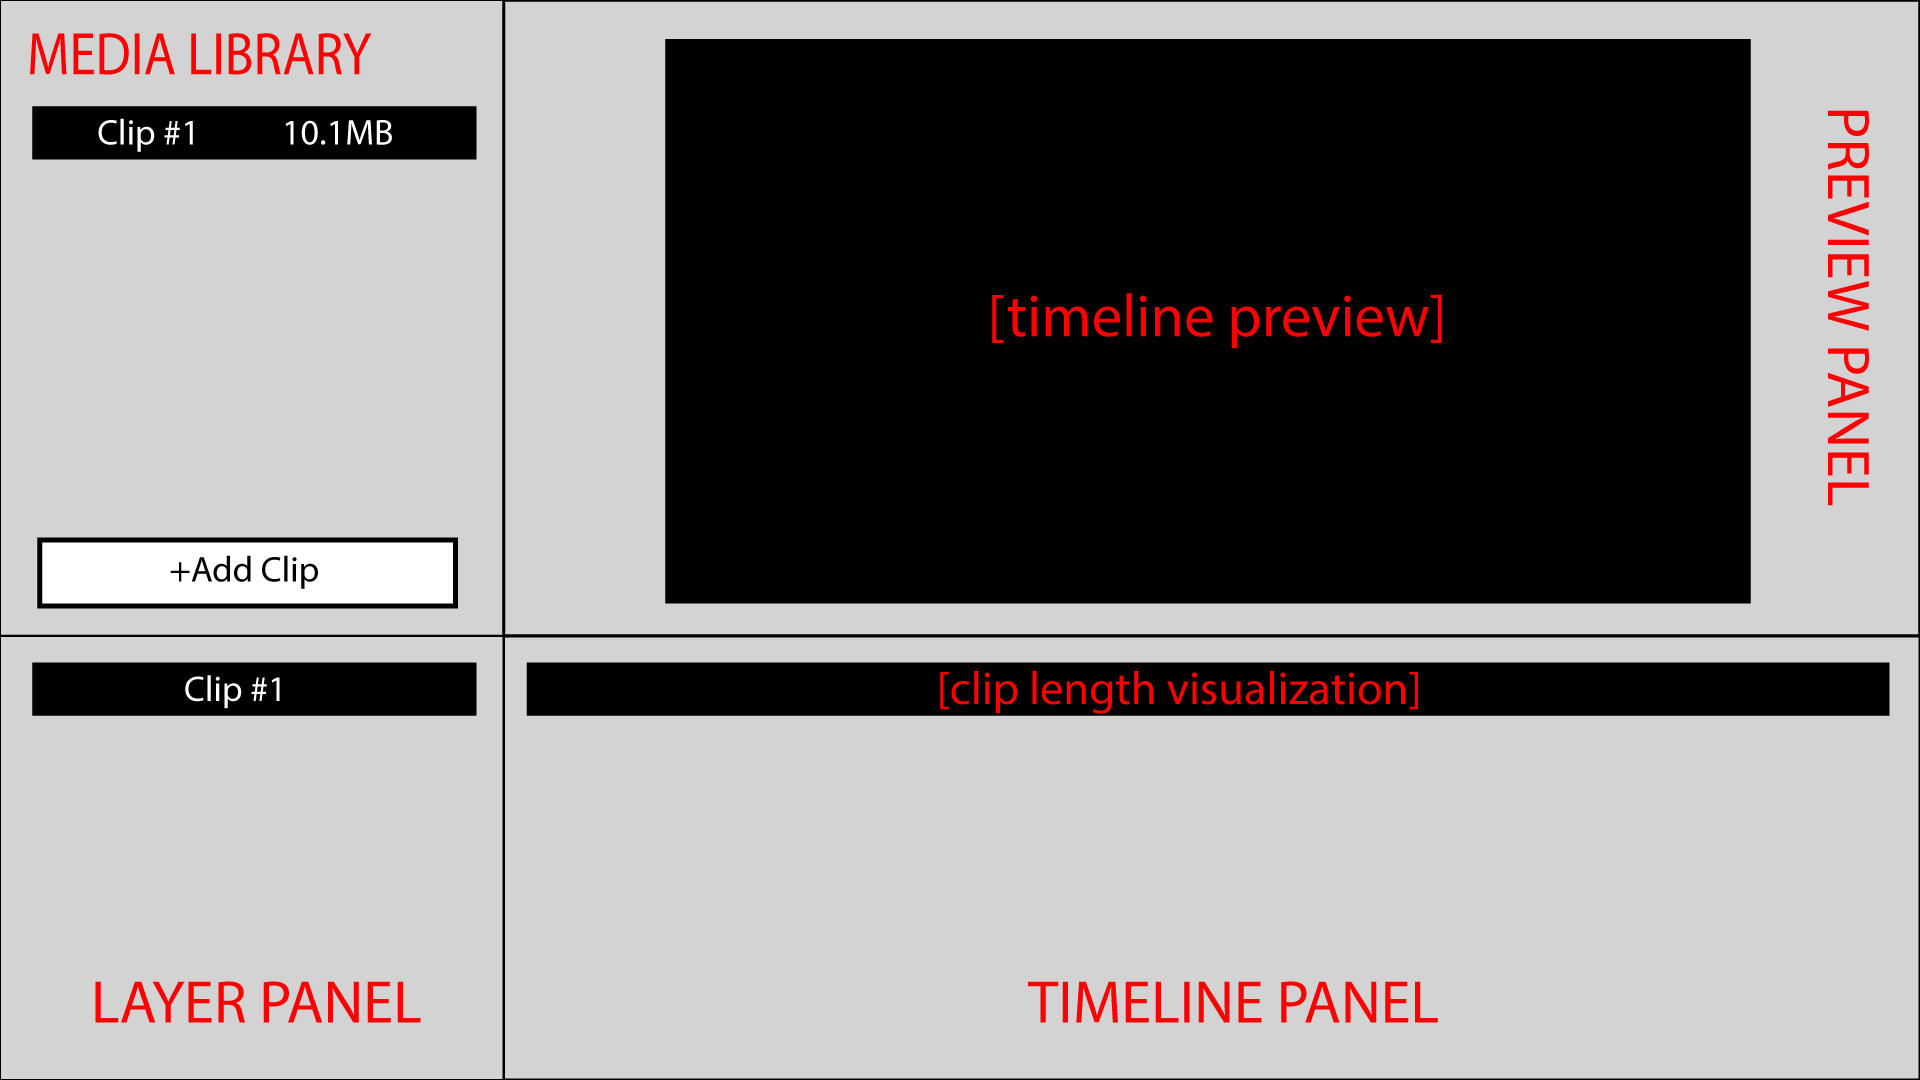 MEDIA LIBRARY
Clip #1 10.1MB
+Add Clip
[timeline preview]
PREVIEW PANEL
Clip #1
[clip length visualization]
LAYER PANEL
TIMELINE PANEL